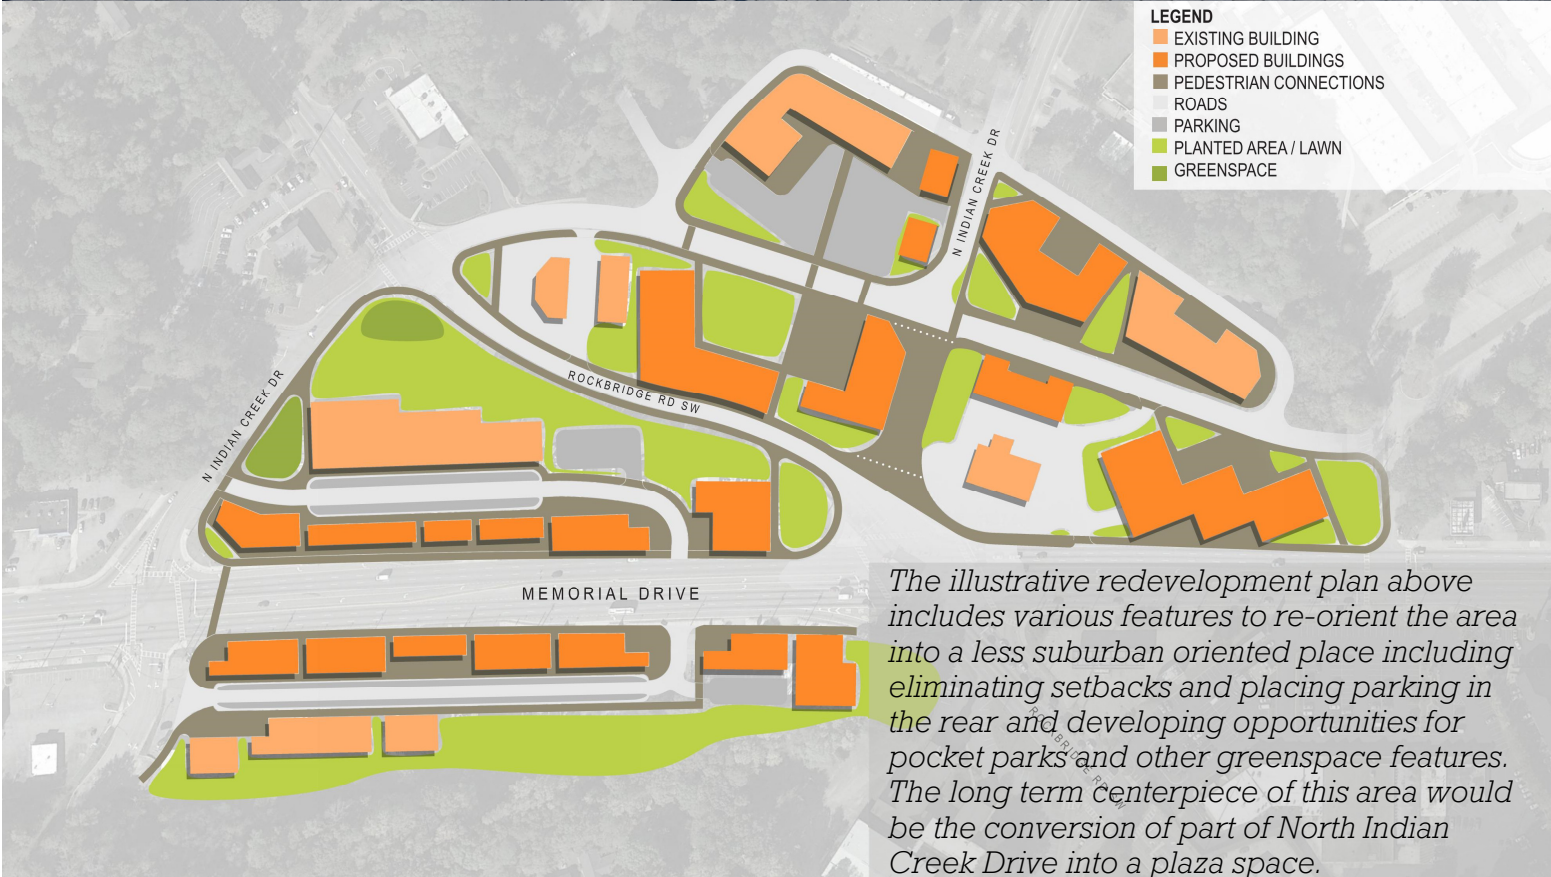 LEGEND
EXISTING BUILDING
PROPOSED BUILDINGS
PEDESTRIAN CONNECTIONS
ROADS
PARKING
PLANTED AREA / LAWN
GREENSPACE
N INDIAN CREEK DR
ROCKBRIDGE RD SW
N INDIAN CREEK DR
MEMORIAL DRIVE
The illustrative redevelopment plan above
includes various features to re-orient the area
into a less suburban oriented place including
eliminating setbacks and placing parking in
the rear and developing opportunities for
pocket parks and other greenspace features.
The long term centerpiece of this area would
be the conversion of part of North Indian
Creek Drive into a plaza space.
ROCKBRIDGE RD SW